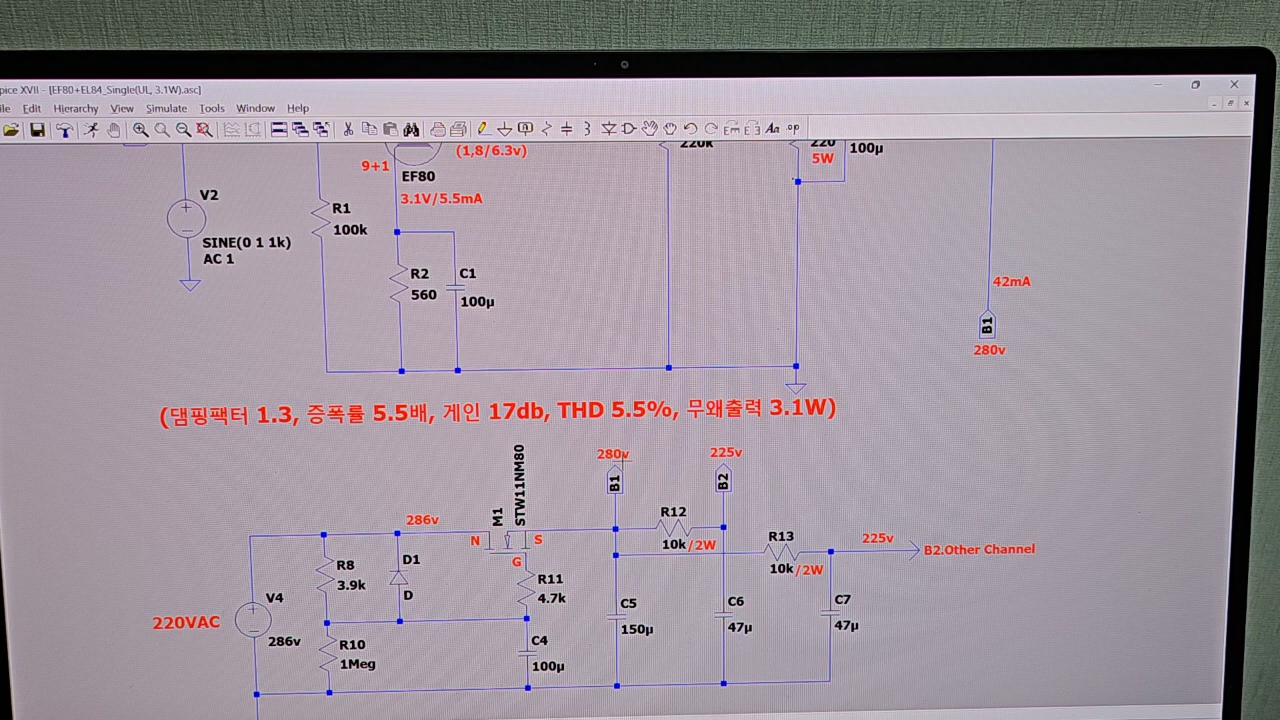 pice XVII - [EF80+EL84_Single(UL, 3.1W).asc]
ile Edit Hierarchy View Simulate Tools Window Help
(1,8/6.3v)
220K
220
5W
100µ
9+1
EF80
3.1V/5.5mA
V2
SINE(0 1 1k)
AC 1
R1
100k
R2
560
C1
100µ
42mA
B1
280v
(댐핑팩터 1.3, 증폭률 5.5배, 게인 17db, THD 5.5%, 무왜출력 3.1W)
286v
M1
STW11NM80
N
S
G
280v
B1
225v
B2
R12
10k/2W
R13
10k/2W
225v
B2.Other Channel
R8
3.9k
D1
D
R11
4.7k
V4
286v
220VAC
R10
1Meg
C4
100µ
C5
150µ
C6
47µ
C7
47µ